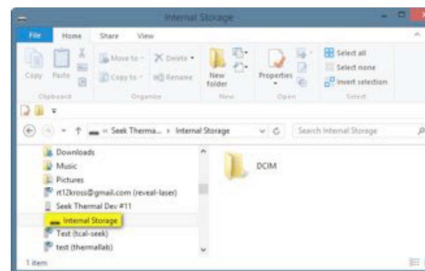 Internal Storage
File Home Share View
Copy Paste Move to Copy to Delete Rename New folder Properties Select all Select none Invert selection
Clipboard Organize New Open Select
Seek Therma... Internal Storage Search Internal Storage
Downloads
Music
Pictures
rt12kross@gmail.com (reveal-laser)
Seek Thermal Dev #11
Internal Storage
Test (tcal-seek)
test (thermallab)
DCIM
1 item